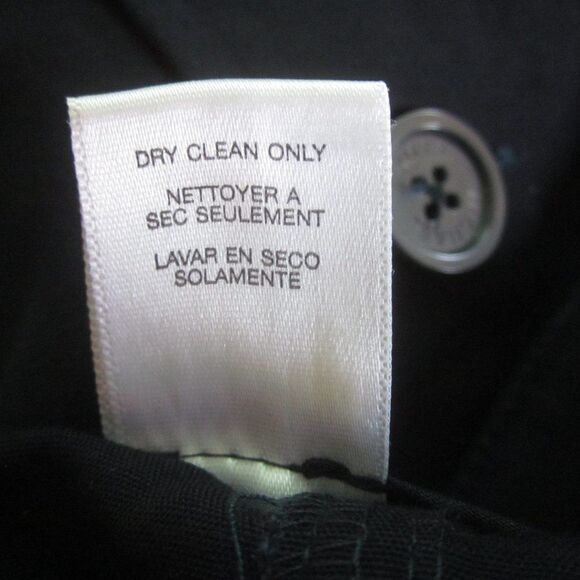 DRY CLEAN ONLY
NETTOYER A
SEC SEULEMENT
LAVAR EN SECO
SOLAMENTE